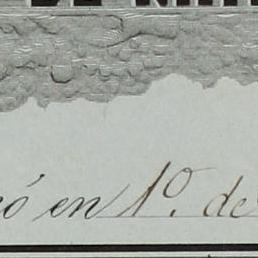 ó en 1º. de